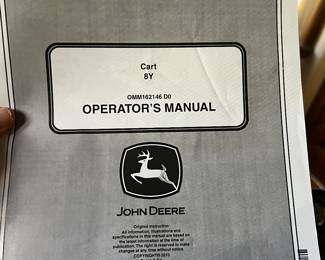 Cart
8Y
OMM162146 D0
OPERATOR'S MANUAL
JOHN DEERE
Original Instruction
All information, illustrations and
specifications in this manual are based on
the latest information at the time of
publication. The right is reserved to make
changes at any time without notice.
COPYRIGHT©